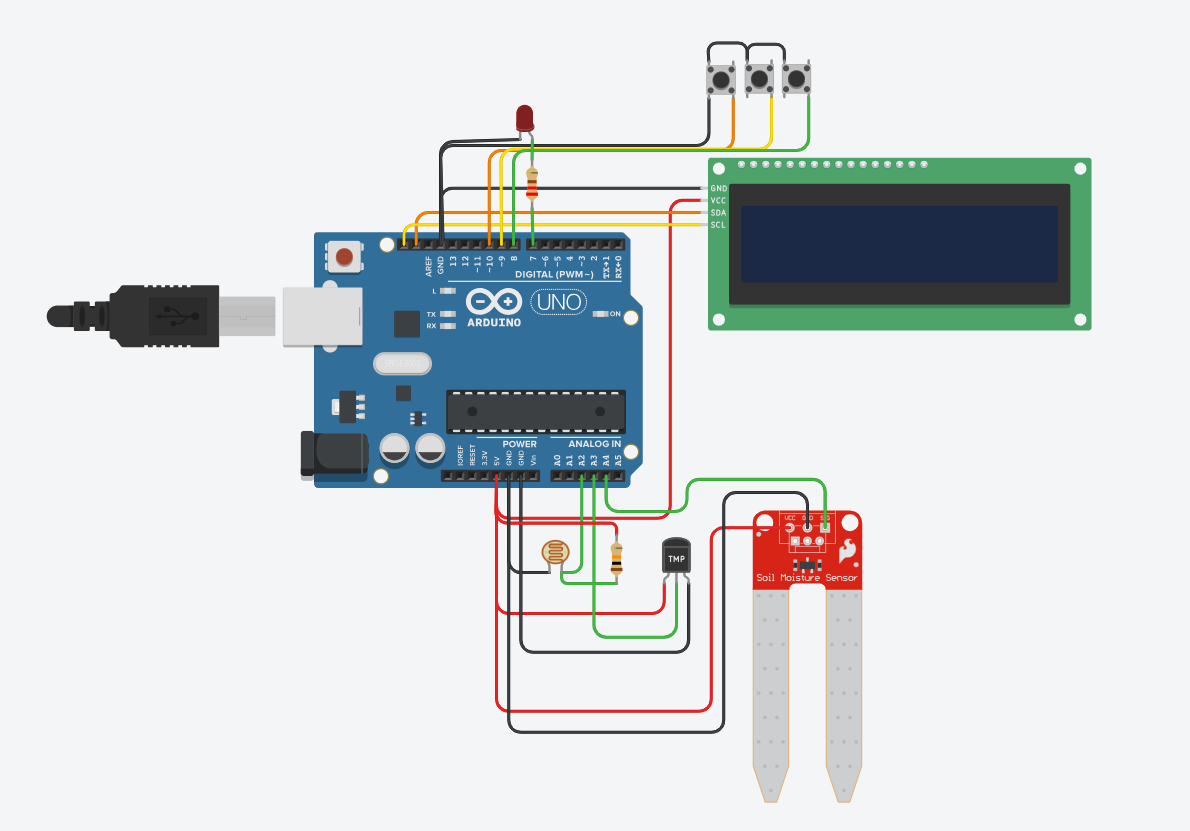 GND
VCC
SDA
SCL
AREF
GND
13
12
~11
~10
~9
8
7
~6
~5
4
~3
2
TX→1
RX←0
DIGITAL (PWM~)
L
TX
RX
UNO
ARDUINO
ON
POWER
ANALOG IN
IOREF
RESET
3.3V
5V
GND
GND
Vin
A0
A1
A2
A3
A4
A5
TMP
VCC
Soil Moisture Sensor